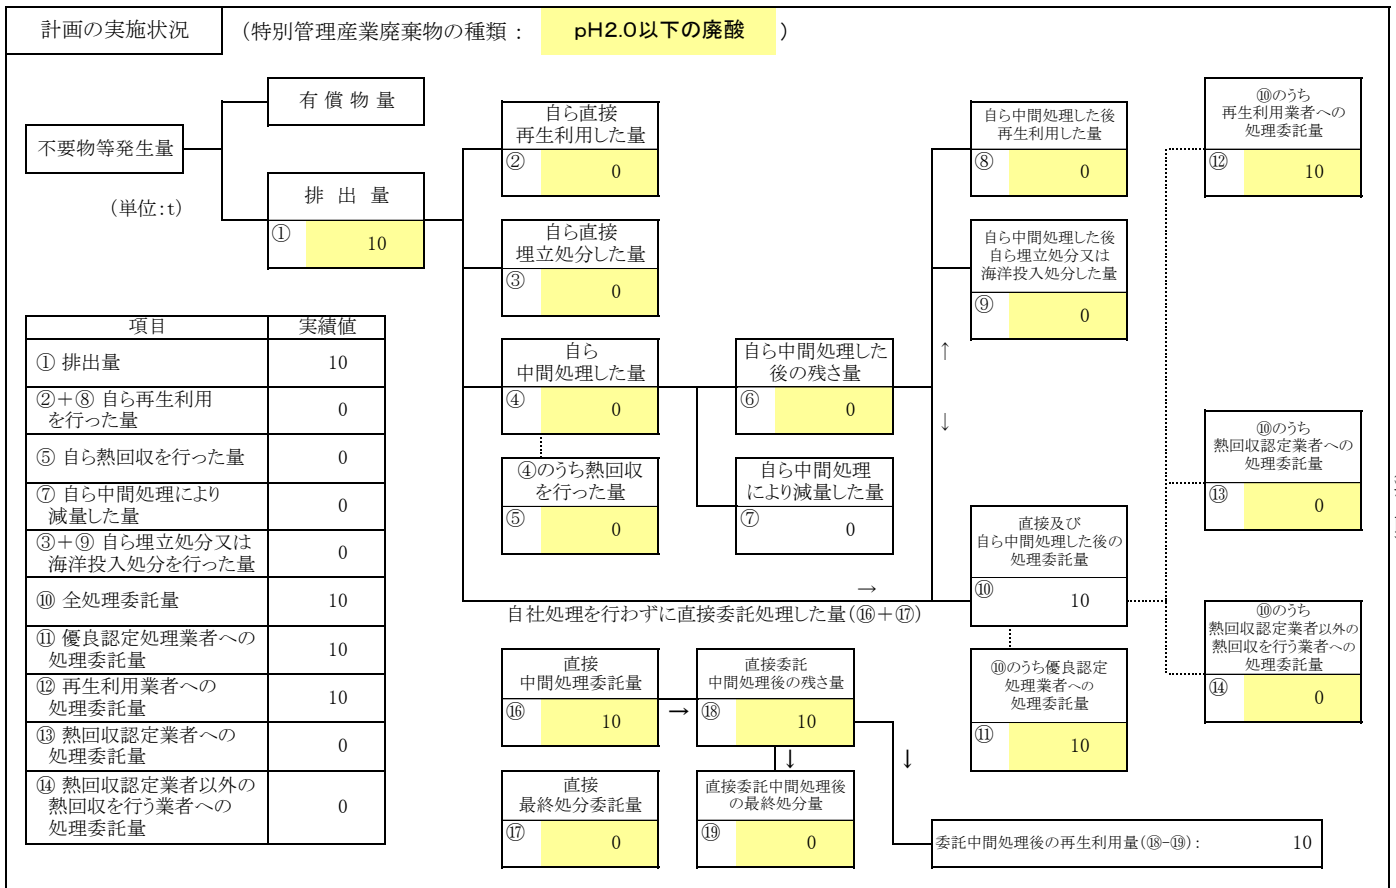 計画の実施状況
（特別管理産業廃棄物の種類： pH2.0以下の廃酸 ）
不要物等発生量
（単位:t）
有償物量
排出量
① 10
自ら直接
再生利用した量
② 0
自ら直接
埋立処分した量
③ 0
自ら
中間処理した量
④ 0
④のうち熱回収
を行った量
⑤ 0
自ら中間処理した
後の残さ量
⑥ 0
自ら中間処理
により減量した量
⑦ 0
自ら中間処理した後
再生利用した量
⑧ 0
自ら中間処理した後
自ら埋立処分又は
海洋投入処分した量
⑨ 0
↑
↓
直接及び
自ら中間処理した後の
処理委託量
⑩ 10
→
自社処理を行わずに直接委託処理した量(⑯＋⑰)
⑩のうち優良認定
処理業者への
処理委託量
⑪ 10
⑩のうち
再生利用業者への
処理委託量
⑫ 10
⑩のうち
熱回収認定業者への
処理委託量
⑬ 0
⑩のうち
熱回収認定業者以外の
熱回収を行う業者への
処理委託量
⑭ 0
直接
中間処理委託量
⑯ 10
→
直接委託
中間処理後の残さ量
⑱ 10
↓
↓
直接
最終処分委託量
⑰ 0
直接委託中間処理後
の最終処分量
⑲ 0
委託中間処理後の再生利用量(⑱-⑲)： 10
項目 実績値
① 排出量 10
②＋⑧ 自ら再生利用
を行った量 0
⑤ 自ら熱回収を行った量 0
⑦ 自ら中間処理により
減量した量 0
③＋⑨ 自ら埋立処分又は
海洋投入処分を行った量 0
⑩ 全処理委託量 10
⑪ 優良認定処理業者への
処理委託量 10
⑫ 再生利用業者への
処理委託量 10
⑬ 熱回収認定業者への
処理委託量 0
⑭ 熱回収認定業者以外の
熱回収を行う業者への
処理委託量 0